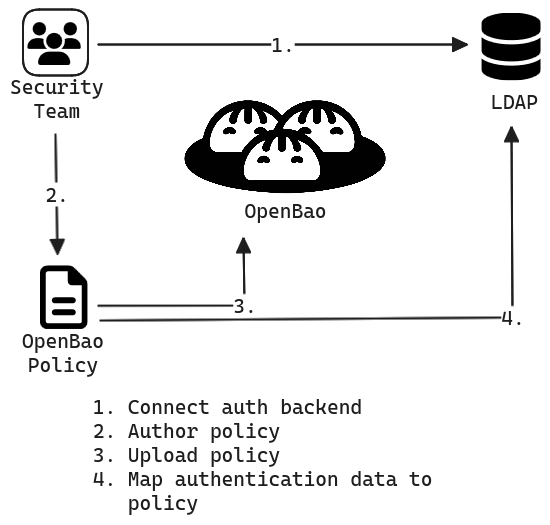 1.
Security
Team
LDAP
2.
OpenBao
3.
4.
OpenBao
Policy
1. Connect auth backend
2. Author policy
3. Upload policy
4. Map authentication data to
policy